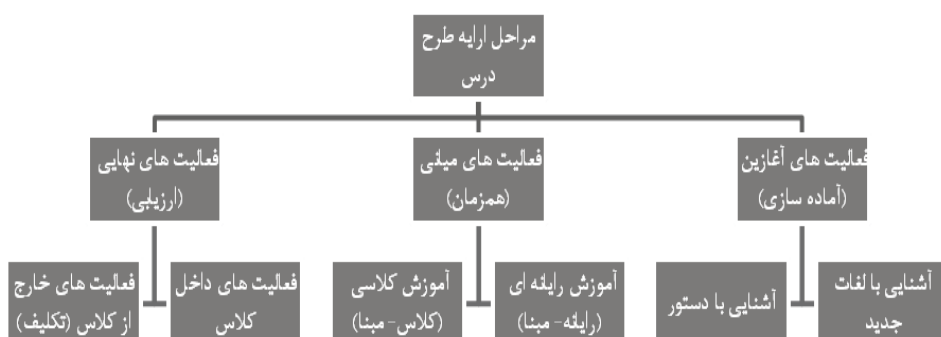 مراحل ارایه طرح
درس
فعالیت های آغازین
(آماده سازی)
فعالیت های میانی
(همزمان)
فعالیت های نهایی
(ارزیابی)
آشنایی با لغات
جدید
آشنایی با دستور
آموزش رایانه ای
(رایانه- مبنا)
آموزش کلاسی
(کلاس- مبنا)
فعالیت های داخل
کلاس
فعالیت های خارج
از کلاس (تکلیف)